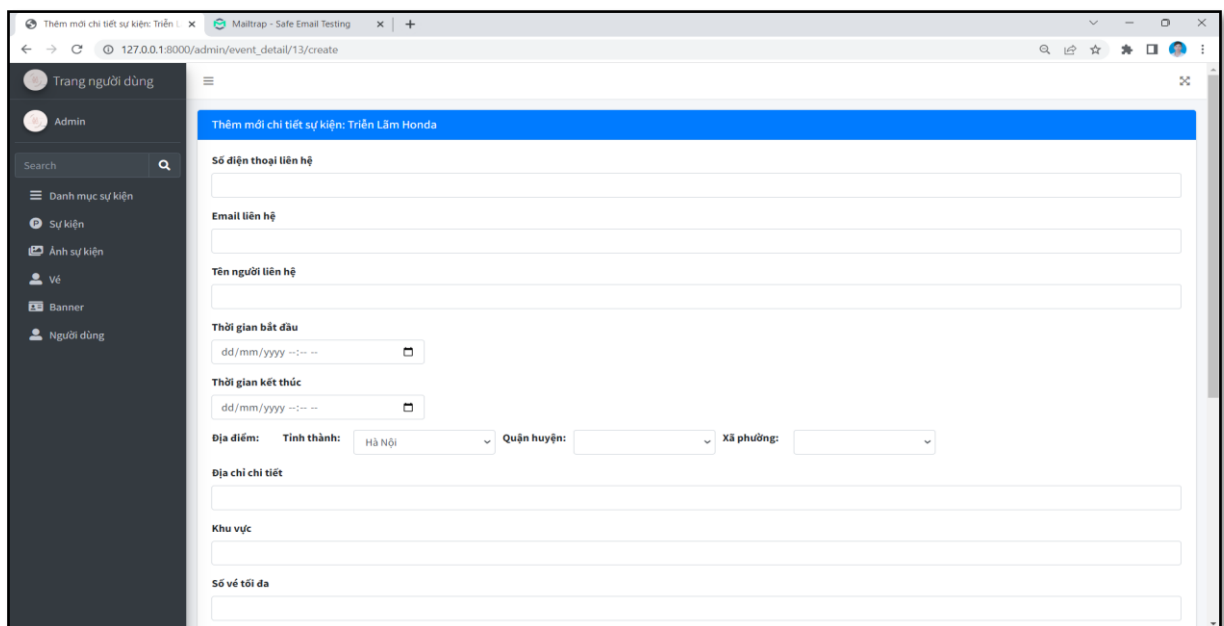 Thêm mới chi tiết sự kiện: Triễn L
Mailtrap - Safe Email Testing
127.0.0.1:8000/admin/event_detail/13/create
Trang người dùng
Admin
Search
Danh mục sự kiện
Sự kiện
Ảnh sự kiện
Vé
Banner
Người dùng
Thêm mới chi tiết sự kiện: Triễn Lãm Honda
Số điện thoại liên hệ
Email liên hệ
Tên người liên hệ
Thời gian bắt đầu
dd/mm/yyyy --:-- --
Thời gian kết thúc
dd/mm/yyyy --:-- --
Địa điểm: Tỉnh thành: Hà Nội Quận huyện: Xã phường:
Địa chỉ chi tiết
Khu vực
Số vé tối đa